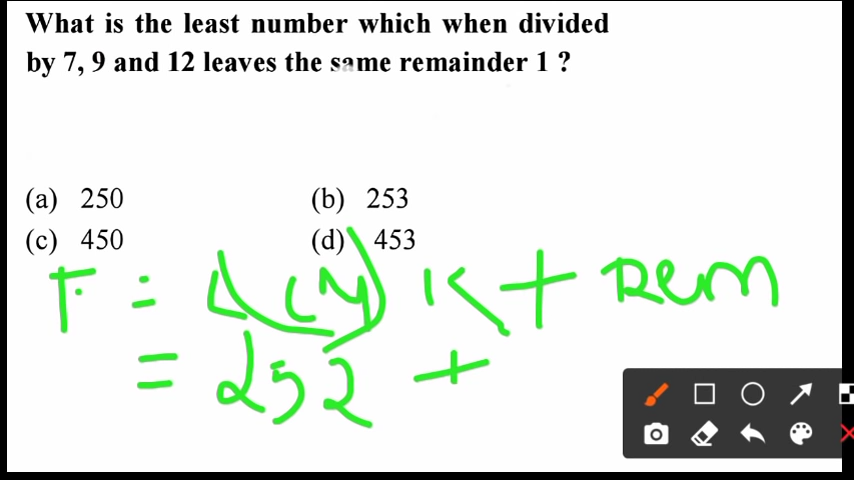 What is the least number which when divided
by 7, 9 and 12 leaves the same remainder 1 ?
(a) 250 (b) 253
(c) 450 (d) 453
F = L(M) K + Rem
= 252 +